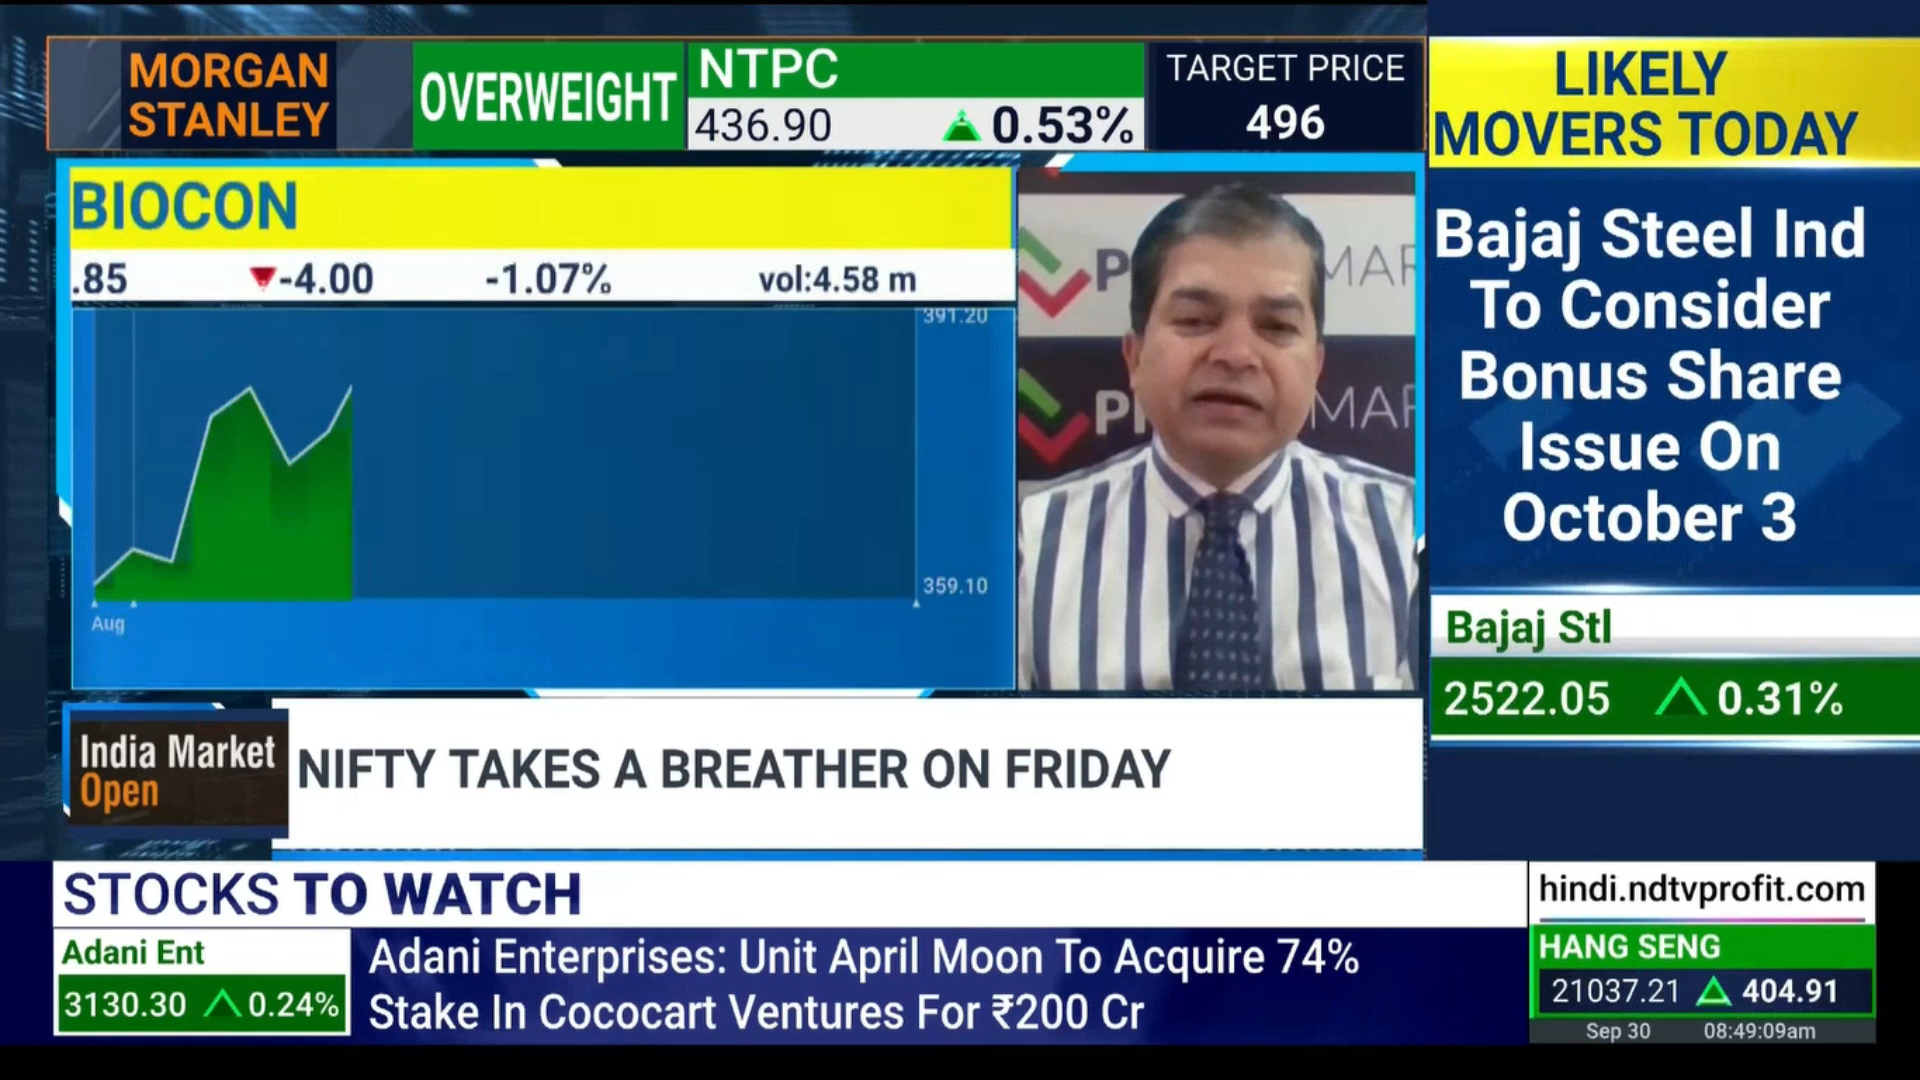 MORGAN
STANLEY
OVERWEIGHT
NTPC
436.90 0.53%
TARGET PRICE
496
LIKELY
MOVERS TODAY
BIOCON
.85 -4.00 -1.07% vol:4.58 m
391.20
359.10
Aug
MAR
MAR
Bajaj Steel Ind
To Consider
Bonus Share
Issue On
October 3
Bajaj Stl
2522.05 0.31%
India Market
Open
NIFTY TAKES A BREATHER ON FRIDAY
STOCKS TO WATCH
Adani Ent
3130.30 0.24%
Adani Enterprises: Unit April Moon To Acquire 74%
Stake In Cococart Ventures For ₹200 Cr
hindi.ndtvprofit.com
HANG SENG
21037.21 404.91
Sep 30 08:49:09am